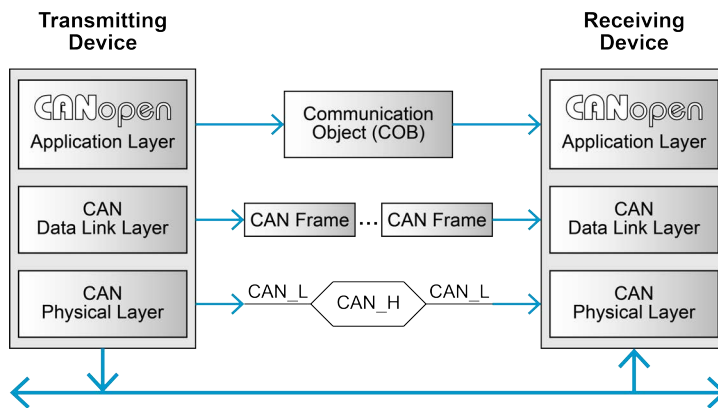 Transmitting
Device
Receiving
Device
CANopen
Application Layer
Communication
Object (COB)
CANopen
Application Layer
CAN
Data Link Layer
CAN Frame
...
CAN Frame
CAN
Data Link Layer
CAN
Physical Layer
CAN_L
CAN_H
CAN_L
CAN
Physical Layer